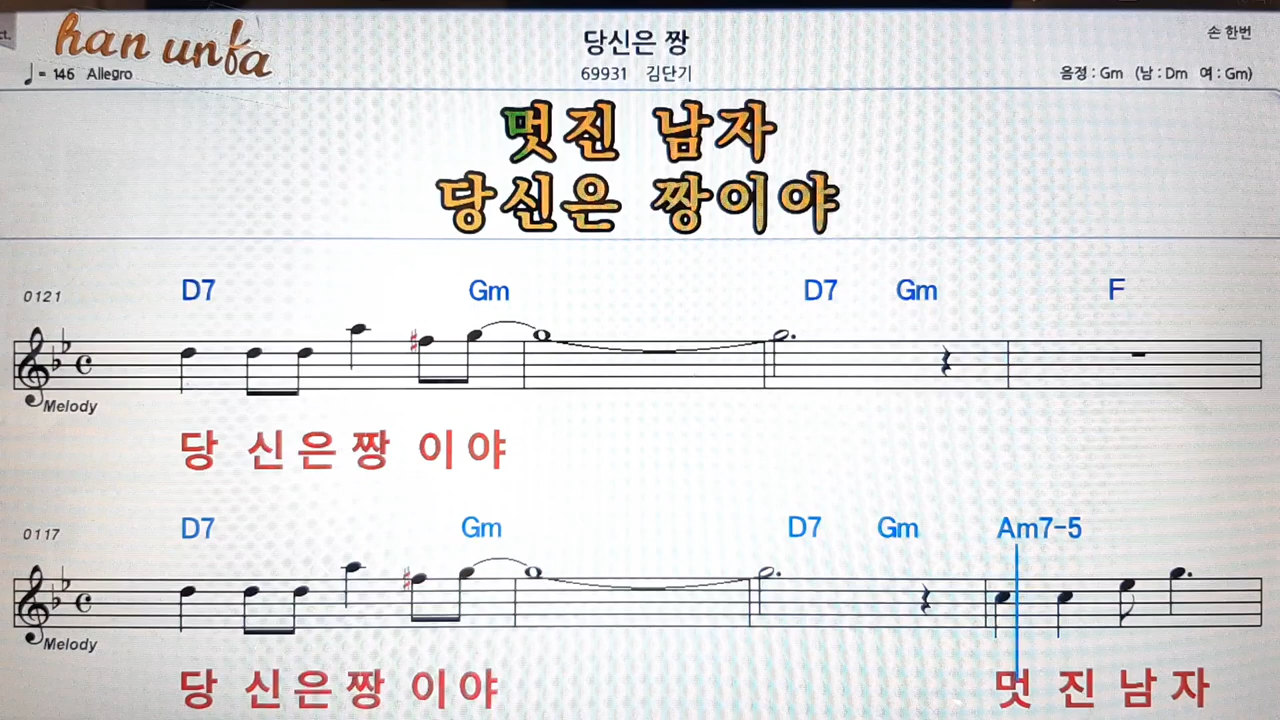 ct.
han unfa
당신은 짱
손 한번
♩= 146 Allegro
69931 김단기
음정 : Gm (남 : Dm 여 : Gm)
멋진 남자
당신은 짱이야
D7 Gm D7 Gm F
0121
Melody
당 신은 짱 이야
D7 Gm D7 Gm Am7-5
0117
Melody
당 신은 짱 이야 멋 진 남 자